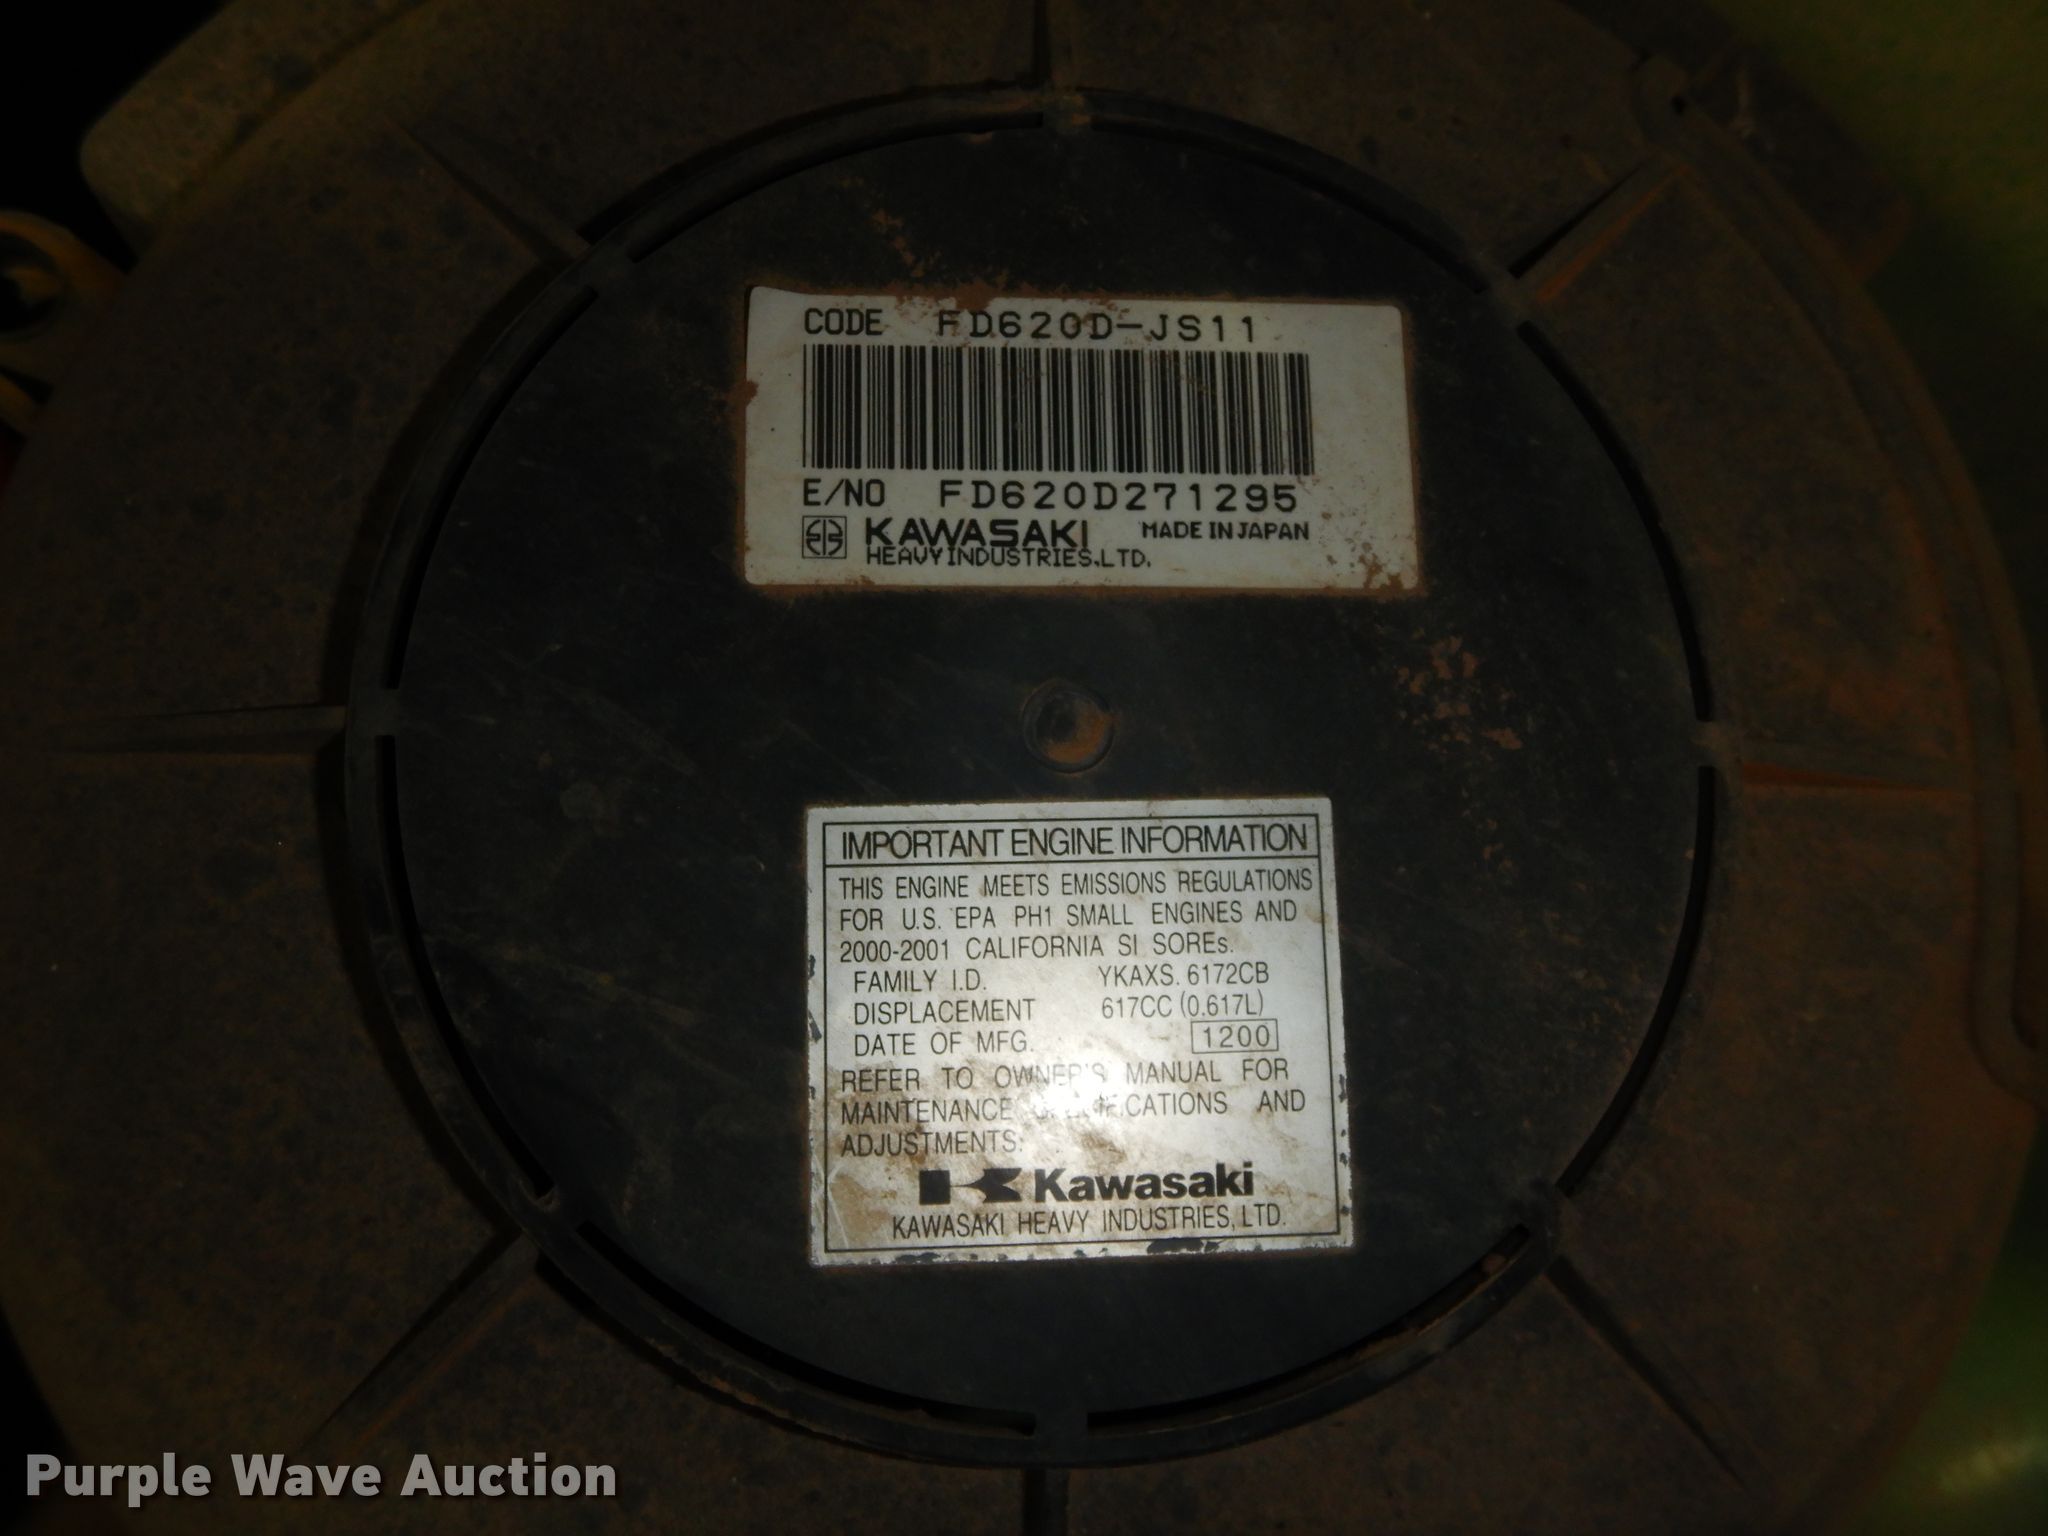 CODE FD620D-JS11
E/NO FD620D271295
KAWASAKI MADE IN JAPAN
HEAVY INDUSTRIES,LTD.
IMPORTANT ENGINE INFORMATION
THIS ENGINE MEETS EMISSIONS REGULATIONS
FOR U.S. EPA PH1 SMALL ENGINES AND
2000-2001 CALIFORNIA SI SOREs.
FAMILY I.D. YKAXS.6172CB
DISPLACEMENT 617CC (0.617L)
DATE OF MFG. 1200
REFER TO OWNER'S MANUAL FOR
MAINTENANCE AND
ADJUSTMENTS.
Kawasaki
KAWASAKI HEAVY INDUSTRIES, LTD.
Purple Wave Auction